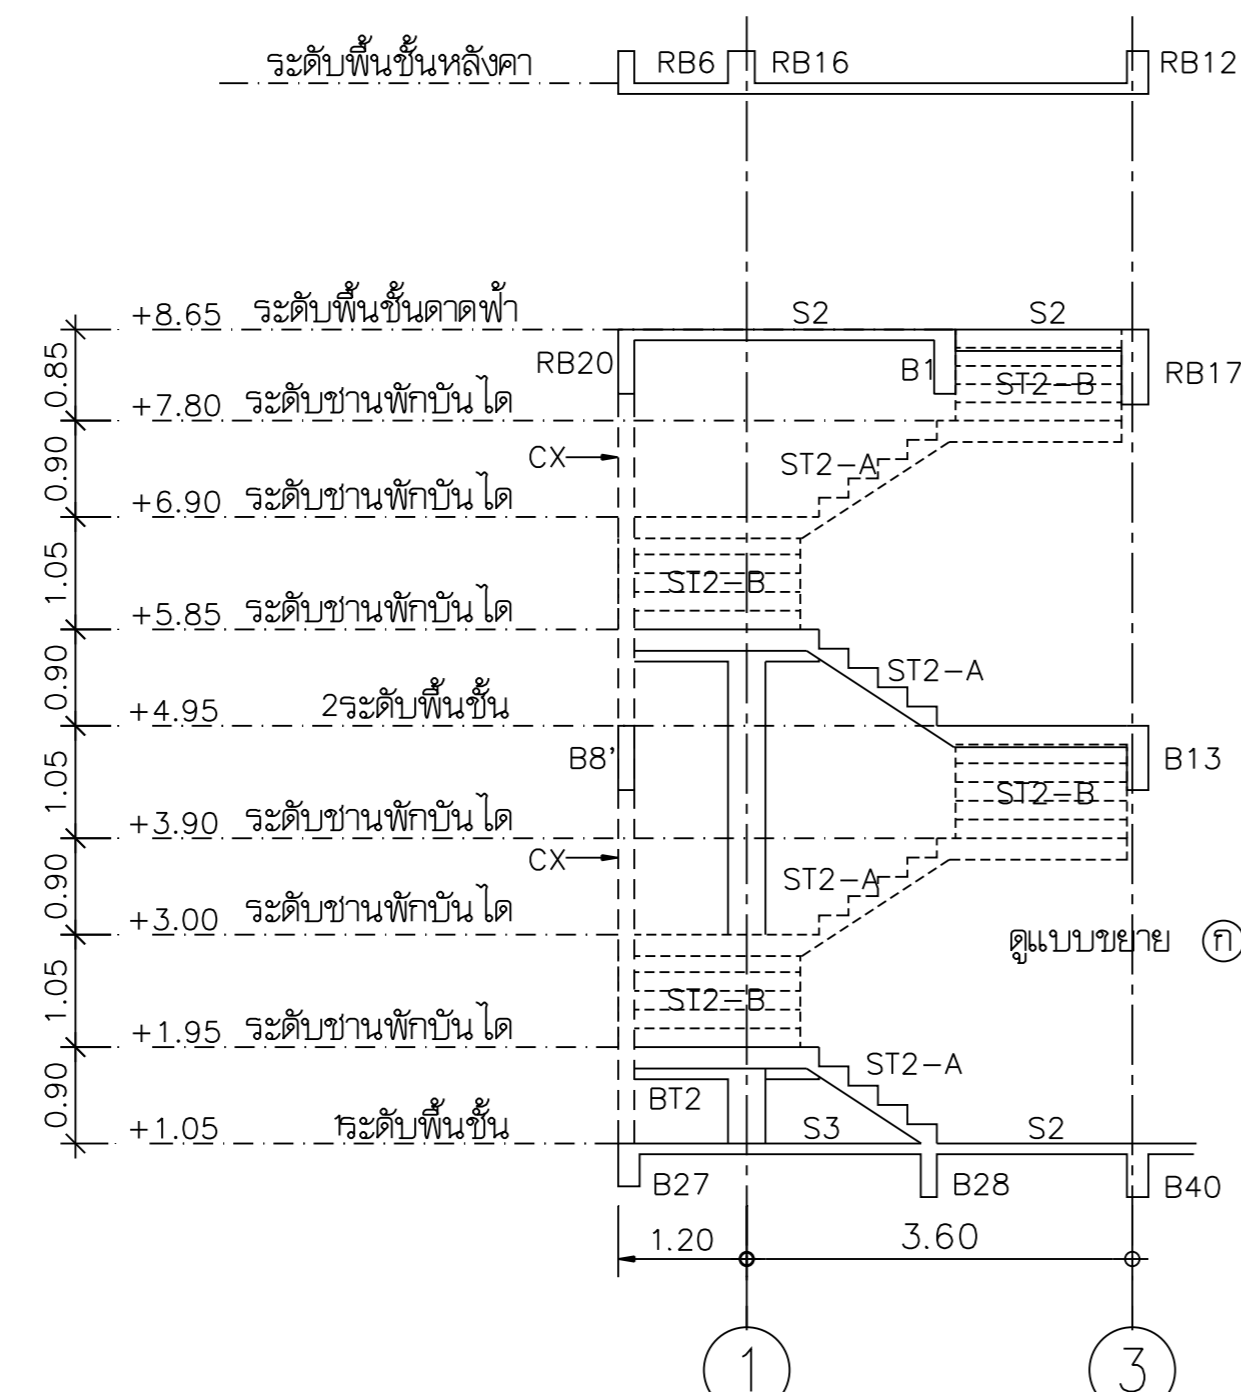 ระดับพื้นชั้นหลังคา RB6 RB16 RB12
+8.65 ระดับพื้นชั้นดาดฟ้า S2 S2
0.85 RB20 B1 ST2-B RB17
+7.80 ระดับชานพักบันได
0.90 CX ST2-A
+6.90 ระดับชานพักบันได
1.05 ST2-B
+5.85 ระดับชานพักบันได
0.90 ST2-A
+4.95 2ระดับพื้นชั้น
1.05 B8' ST2-B B13
+3.90 ระดับชานพักบันได
0.90 CX ST2-A
+3.00 ระดับชานพักบันได
ดูแบบขยาย ก
1.05 ST2-B
+1.95 ระดับชานพักบันได
0.90 BT2 ST2-A
+1.05 1ระดับพื้นชั้น S3 S2
B27 B28 B40
1.20 3.60
1 3